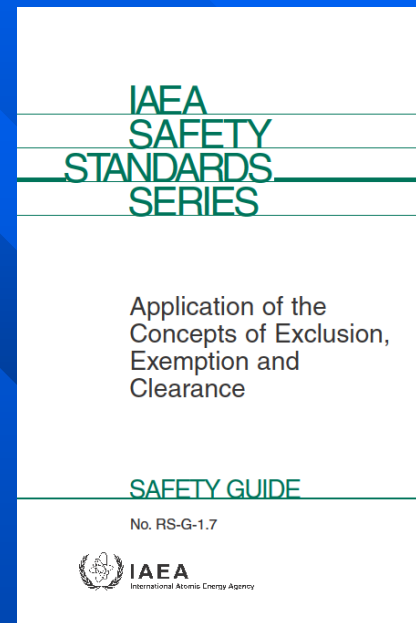 IAEA
SAFETY
STANDARDS
SERIES
Application of the
Concepts of Exclusion,
Exemption and
Clearance
SAFETY GUIDE
No. RS-G-1.7
IAEA
International Atomic Energy Agency